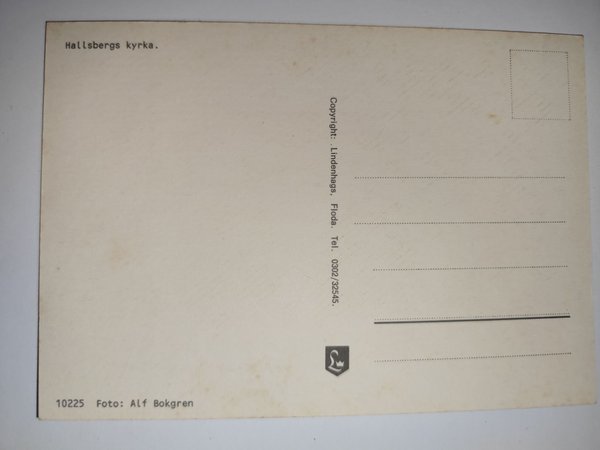 Hallsbergs kyrka.
Copyright: Lindenhags, Floda. Tel. 0302/32545.
L
10225 Foto: Alf Bokgren